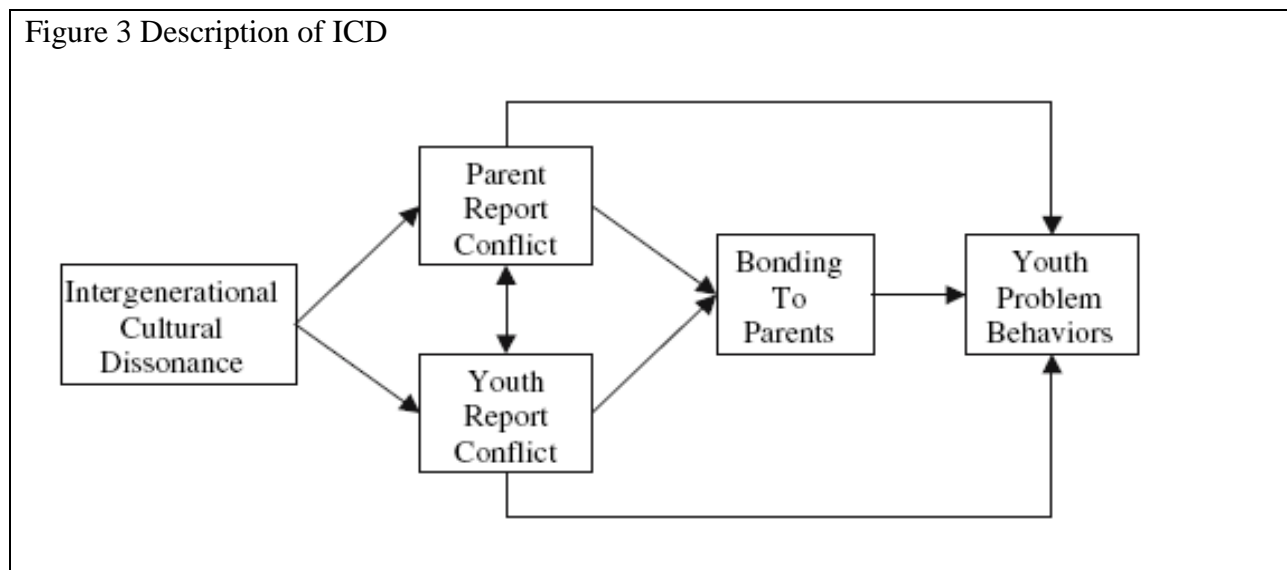 Figure 3 Description of ICD
Parent
Report
Conflict
Intergenerational
Cultural
Dissonance
Bonding
To
Parents
Youth
Problem
Behaviors
Youth
Report
Conflict